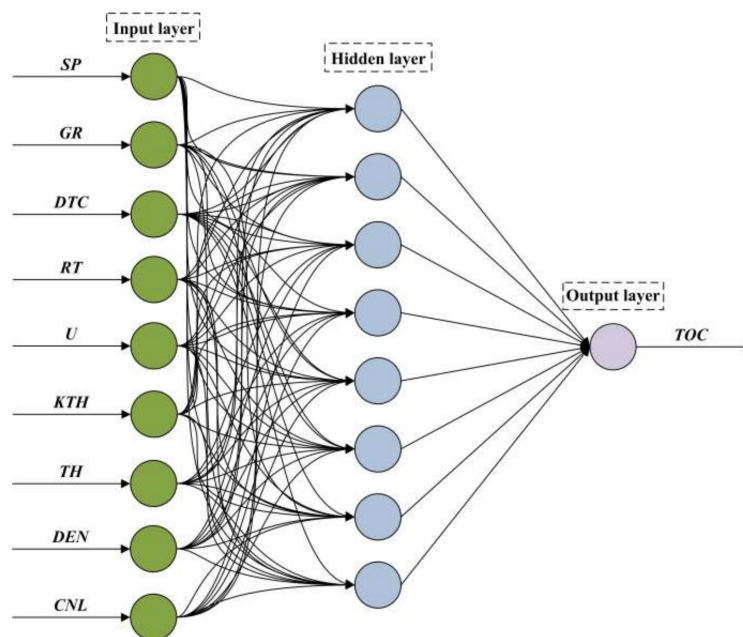 Input layer
Hidden layer
SP
GR
DTC
RT
Output layer
U
TOC
KTH
TH
DEN
CNL